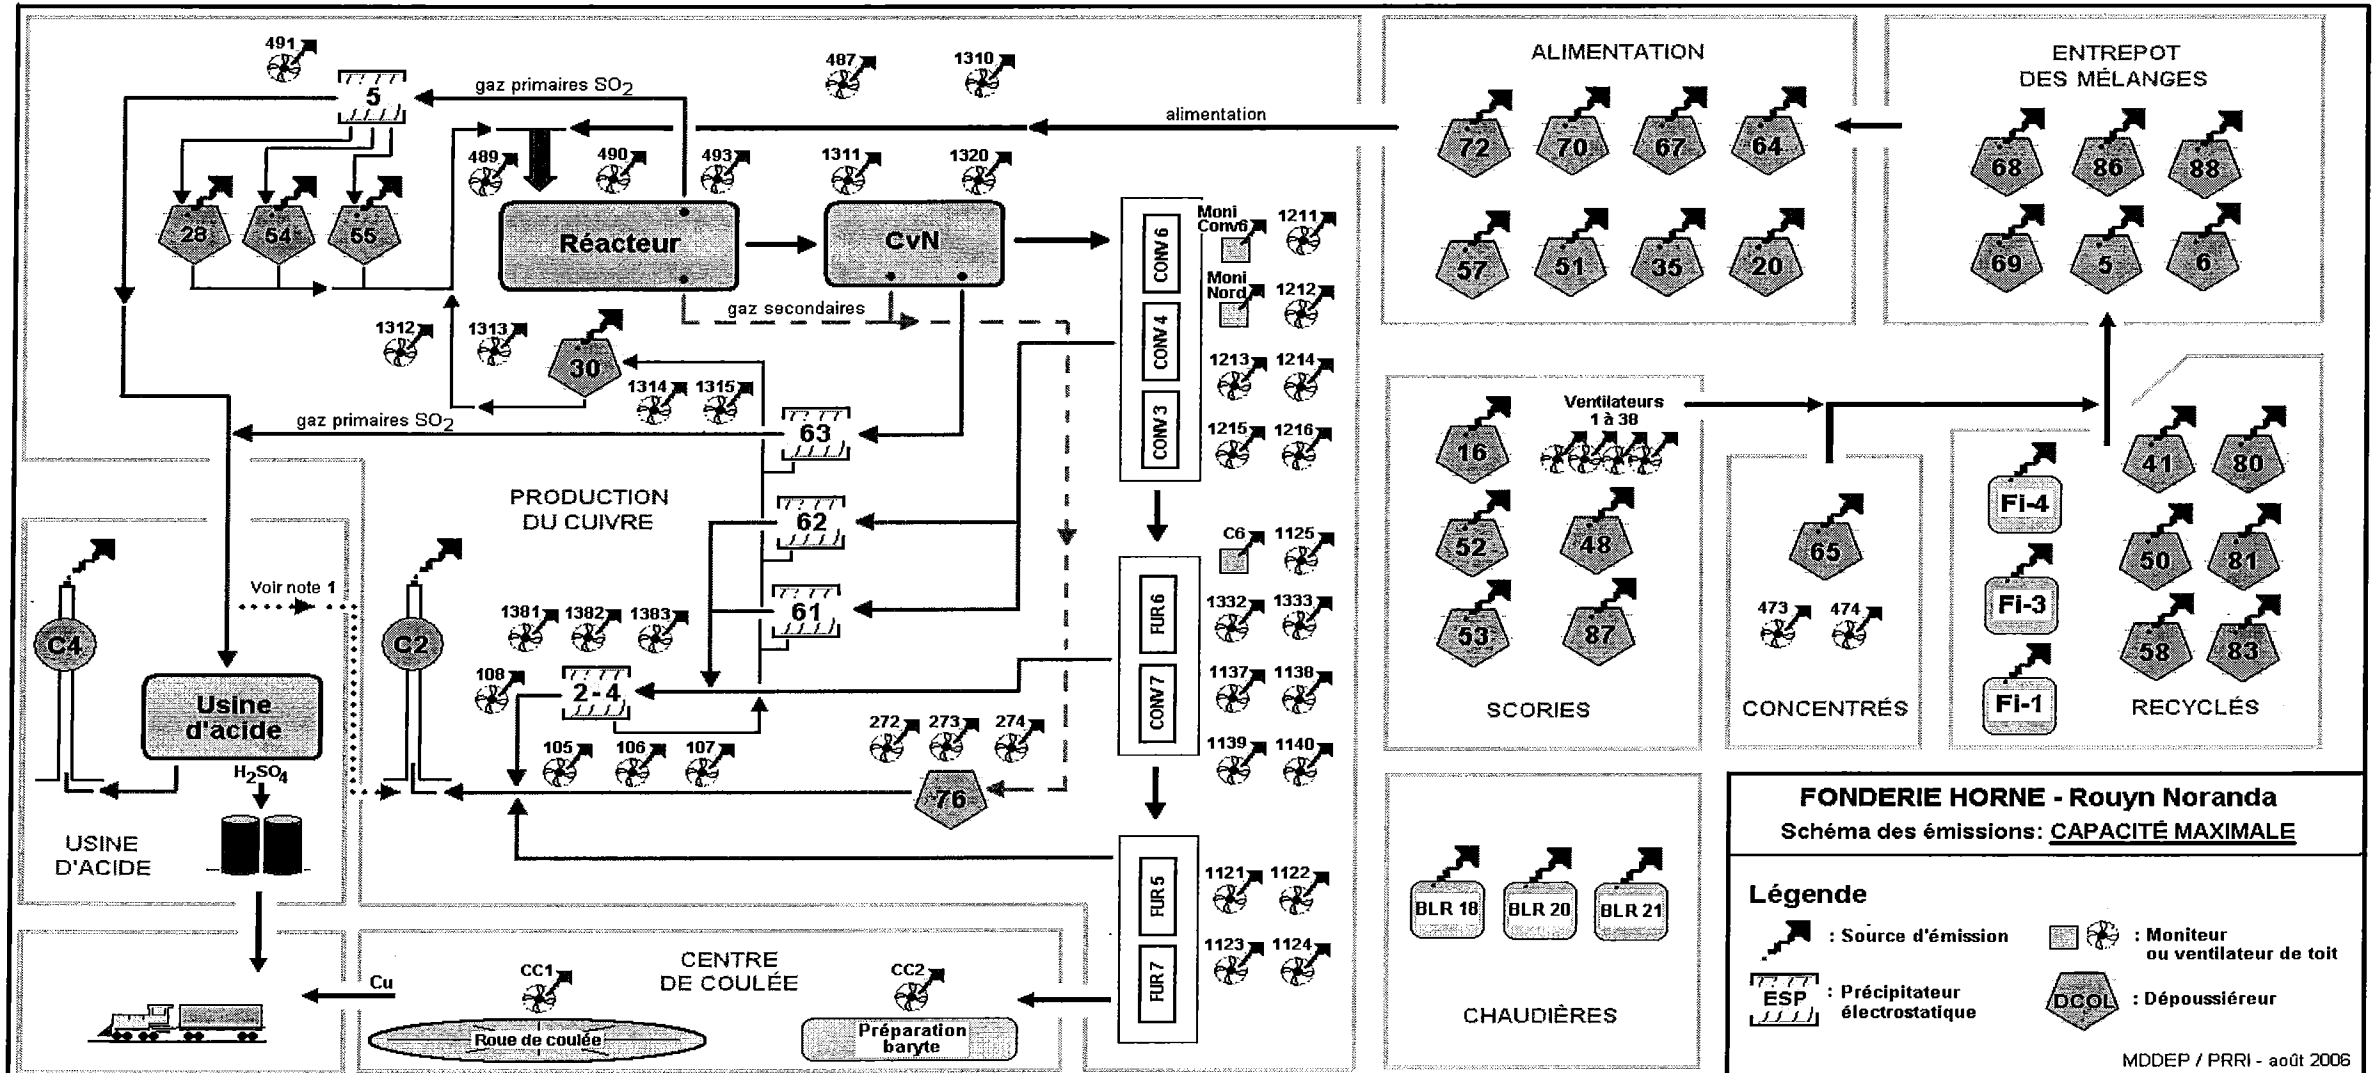 491
5
gaz primaires SO2
487
1310
alimentation
489
490
493
1311
1320
28
54
55
Réacteur
CvN
gaz secondaires
1312
1313
30
1314
1315
gaz primaires SO2
63
PRODUCTION
DU CUIVRE
62
61
1381
1382
1383
108
2-4
105
106
107
272
273
274
76
Voir note 1
C4
C2
Usine
d'acide
H2SO4
USINE
D'ACIDE
CONV 6
CONV 4
CONV 3
Moni
Conv6
1211
Moni
Nord
1212
1213
1214
1215
1216
FUR 6
CONV 7
C6
1125
1332
1333
1137
1138
1139
1140
FUR 5
FUR 7
1121
1122
1123
1124
Cu
CC1
CENTRE
DE COULÉE
CC2
Roue de coulée
Préparation
baryte
ALIMENTATION
72
70
67
64
57
51
35
20
ENTREPOT
DES MÉLANGES
68
86
88
69
5
6
Ventilateurs
1 à 38
16
52
48
53
87
SCORIES
65
473
474
CONCENTRÉS
Fi-4
Fi-3
Fi-1
41
80
50
81
58
83
RECYCLÉS
BLR 18
BLR 20
BLR 21
CHAUDIÈRES
FONDERIE HORNE - Rouyn Noranda
Schéma des émissions: CAPACITÉ MAXIMALE
Légende
: Source d'émission
: Moniteur
ou ventilateur de toit
ESP
: Précipitateur
électrostatique
DCOL
: Dépoussiéreur
MDDEP / PRRI - août 2006